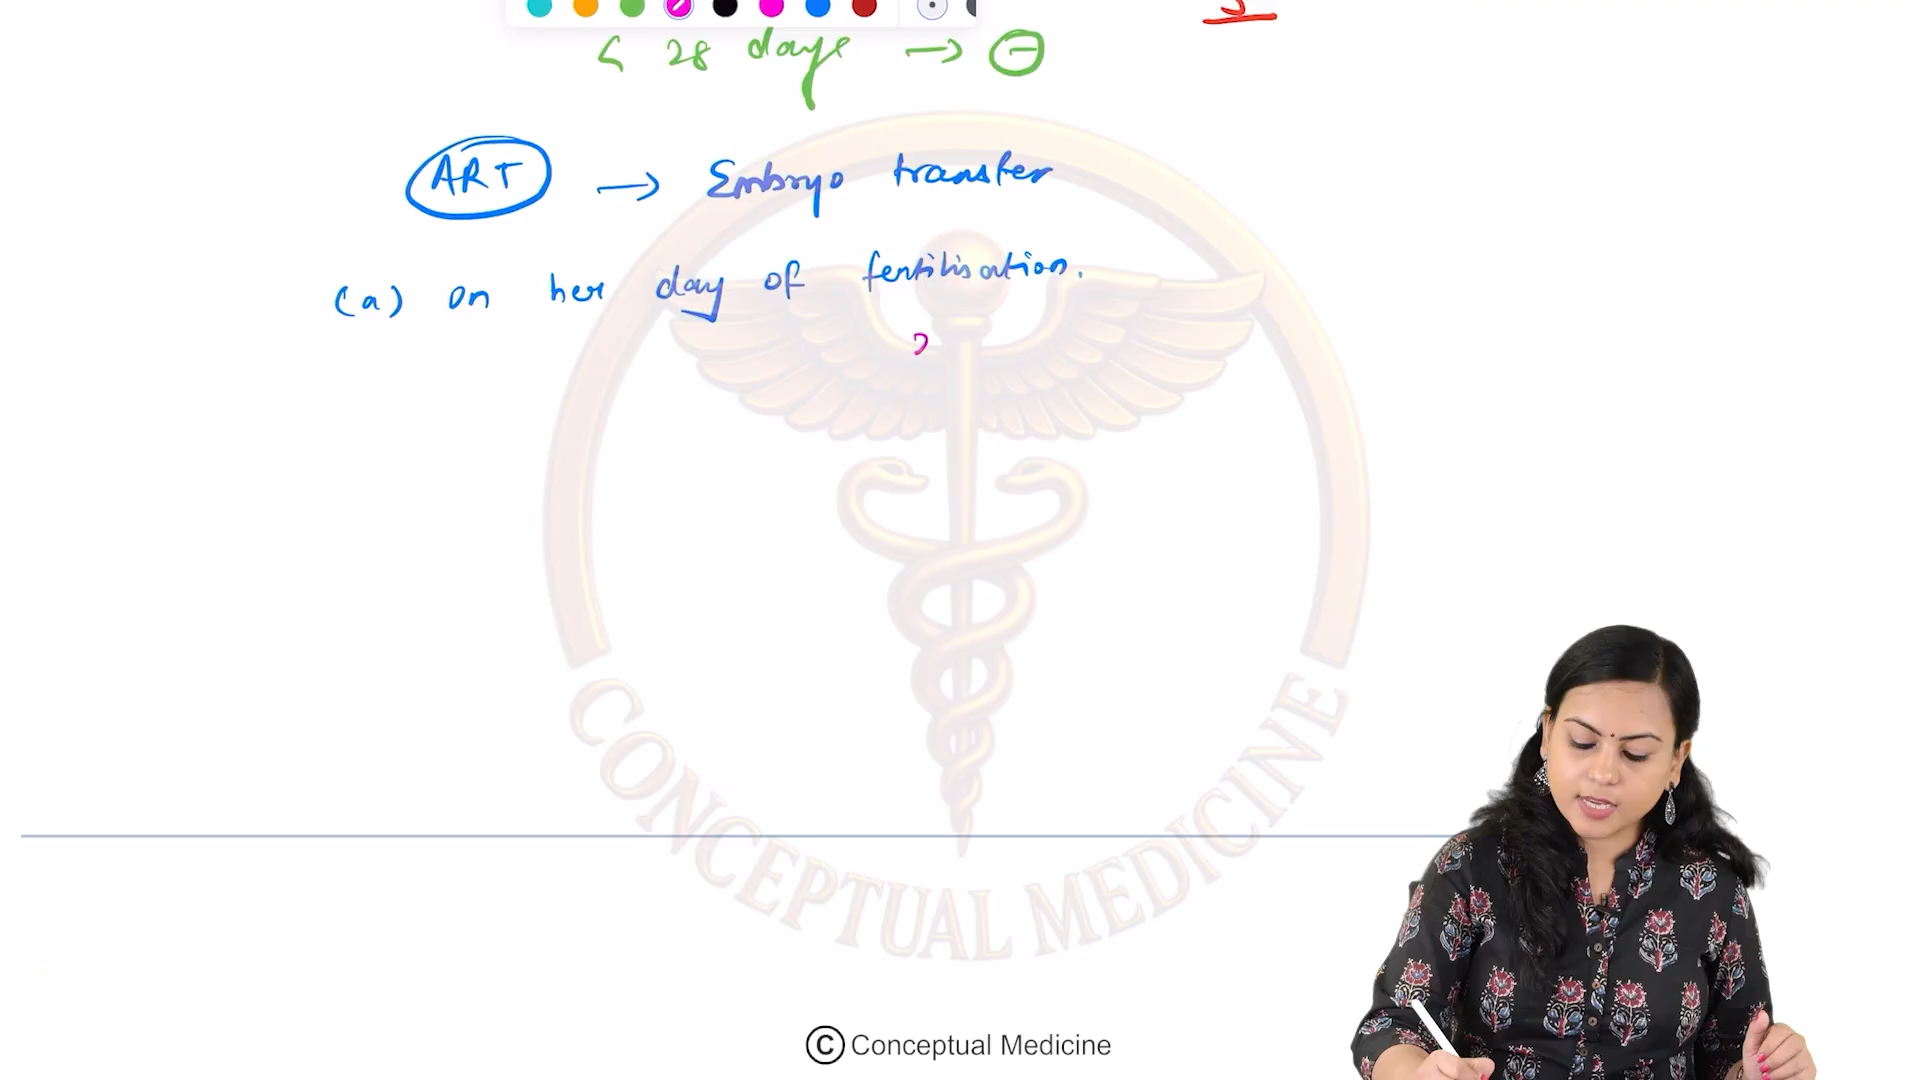 < 28 days → ⊖
ART → Embryo transfer
(a) on her day of fertilisation.
CONCEPTUAL MEDICINE
© Conceptual Medicine